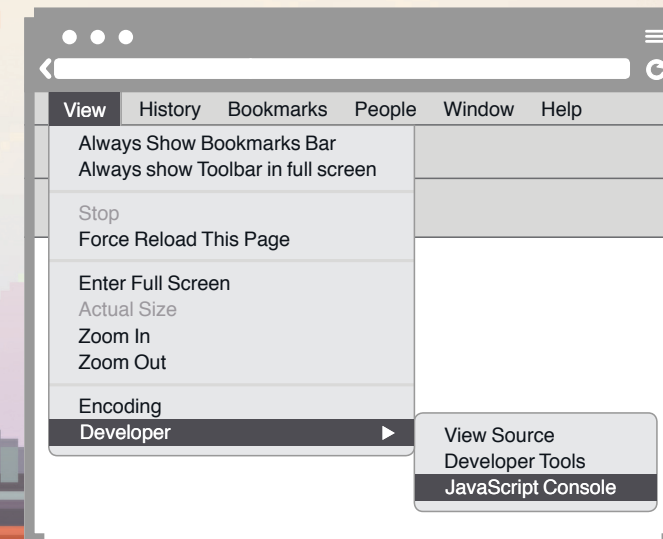 View History Bookmarks People Window Help
Always Show Bookmarks Bar
Always show Toolbar in full screen
Stop
Force Reload This Page
Enter Full Screen
Actual Size
Zoom In
Zoom Out
Encoding
Developer
View Source
Developer Tools
JavaScript Console